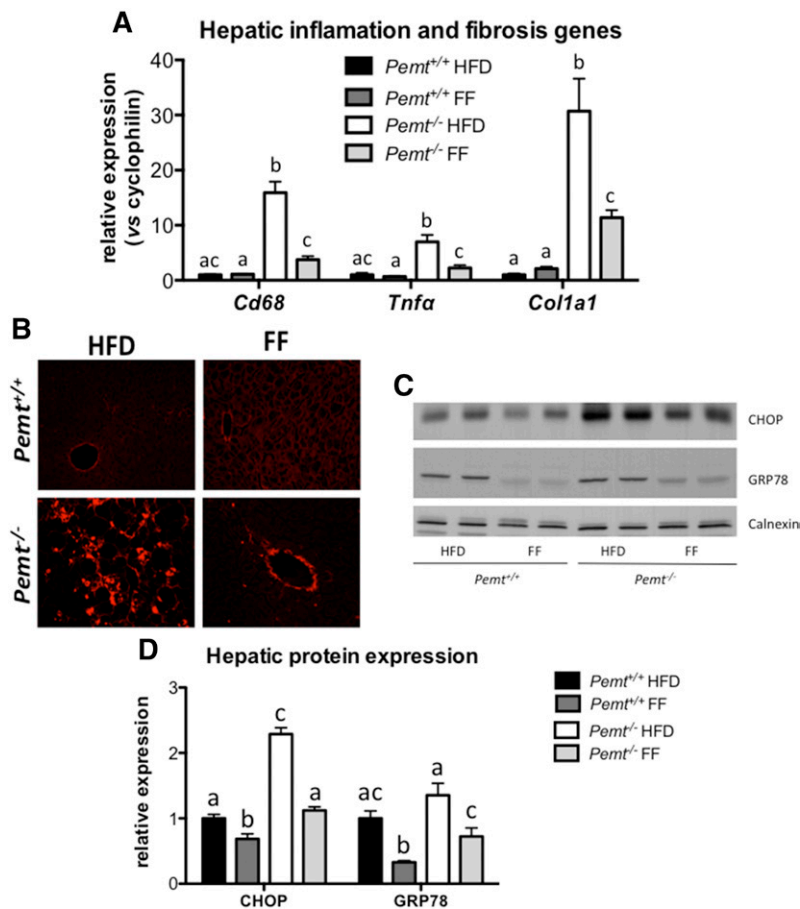 A
Hepatic inflamation and fibrosis genes
relative expression
(vs cyclophilin)
40
30
20
10
0
Pemt+/+ HFD
Pemt+/+ FF
Pemt-/- HFD
Pemt-/- FF
ac a b c
ac a b c
a a b c
Cd68 Tnfα Col1a1
B
HFD FF
Pemt+/+
Pemt-/-
C
CHOP
GRP78
Calnexin
HFD FF HFD FF
Pemt+/+ Pemt-/-
D
Hepatic protein expression
relative expression
3
2
1
0
a b c a
ac b a c
CHOP GRP78
Pemt+/+ HFD
Pemt+/+ FF
Pemt-/- HFD
Pemt-/- FF